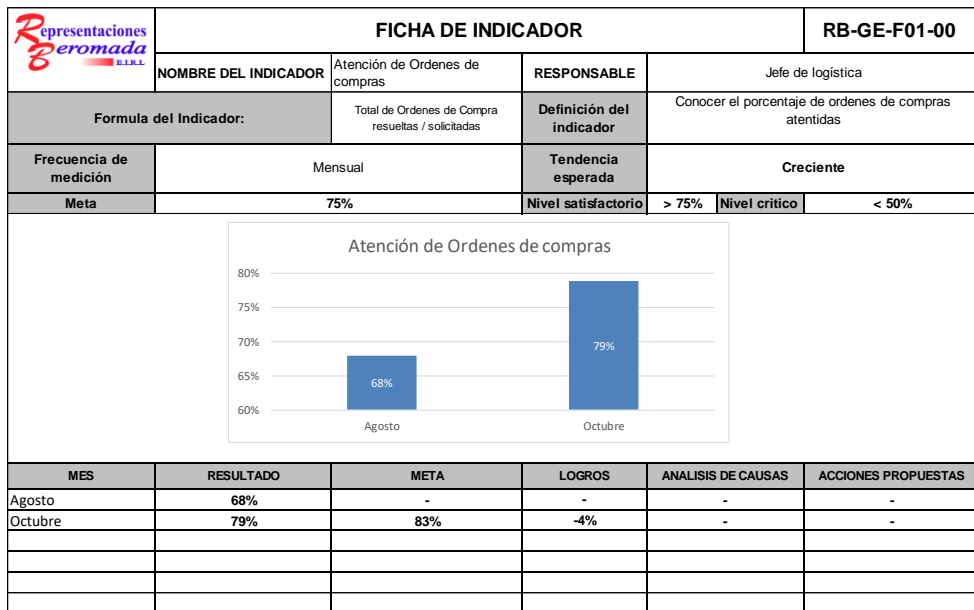 Representaciones
Beromada
E.I.R.L
FICHA DE INDICADOR
RB-GE-F01-00
NOMBRE DEL INDICADOR
Atención de Ordenes de
compras
RESPONSABLE
Jefe de logística
Formula del Indicador:
Total de Ordenes de Compra
resueltas / solicitadas
Definición del
indicador
Conocer el porcentaje de ordenes de compras
atentidas
Frecuencia de
medición
Mensual
Tendencia
esperada
Creciente
Meta
75%
Nivel satisfactorio
> 75%
Nivel critico
< 50%
Atención de Ordenes de compras
80%
75%
70%
65%
60%
68%
79%
Agosto
Octubre
MES RESULTADO META LOGROS ANALISIS DE CAUSAS ACCIONES PROPUESTAS
Agosto 68% - - - -
Octubre 79% 83% -4% - -